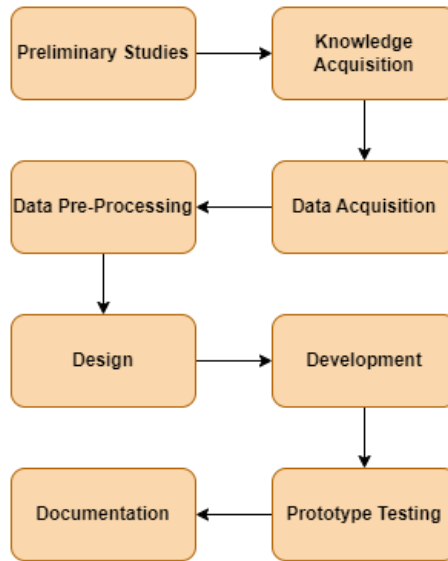 Preliminary Studies
Knowledge
Acquisition
Data Pre-Processing
Data Acquisition
Design
Development
Documentation
Prototype Testing